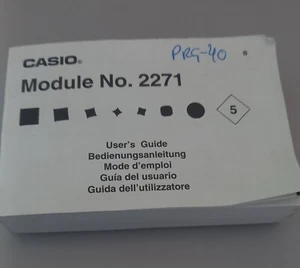 CASIO®
PRG-40
Module No. 2271
5
User's Guide
Bedienungsanleitung
Mode d'emploi
Guía del usuario
Guida dell'utilizzatore